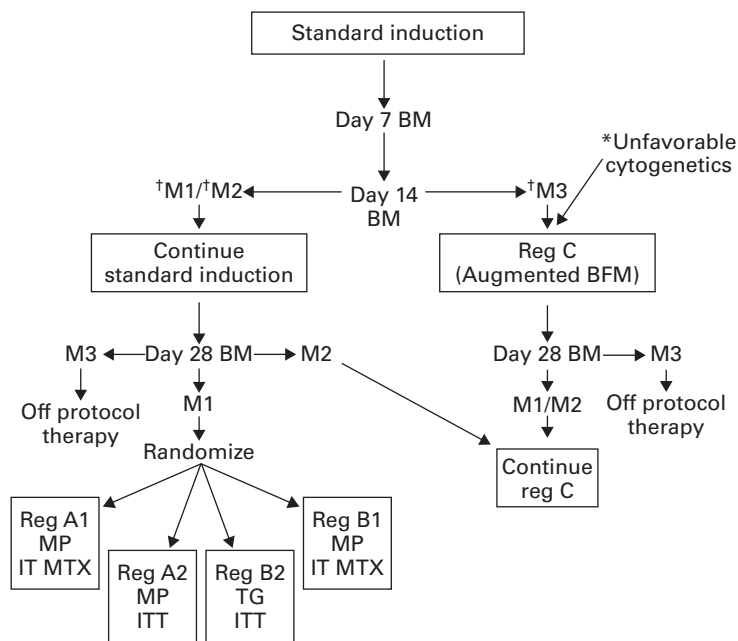 Standard induction
Day 7 BM
*Unfavorable
cytogenetics
†M1/†M2
Day 14
BM
†M3
Continue
standard induction
Reg C
(Augmented BFM)
M3
Day 28 BM
M2
Day 28 BM
M3
Off protocol
therapy
M1
M1/M2
Off protocol
therapy
Randomize
Continue
reg C
Reg A1
MP
IT MTX
Reg A2
MP
ITT
Reg B2
TG
ITT
Reg B1
MP
IT MTX